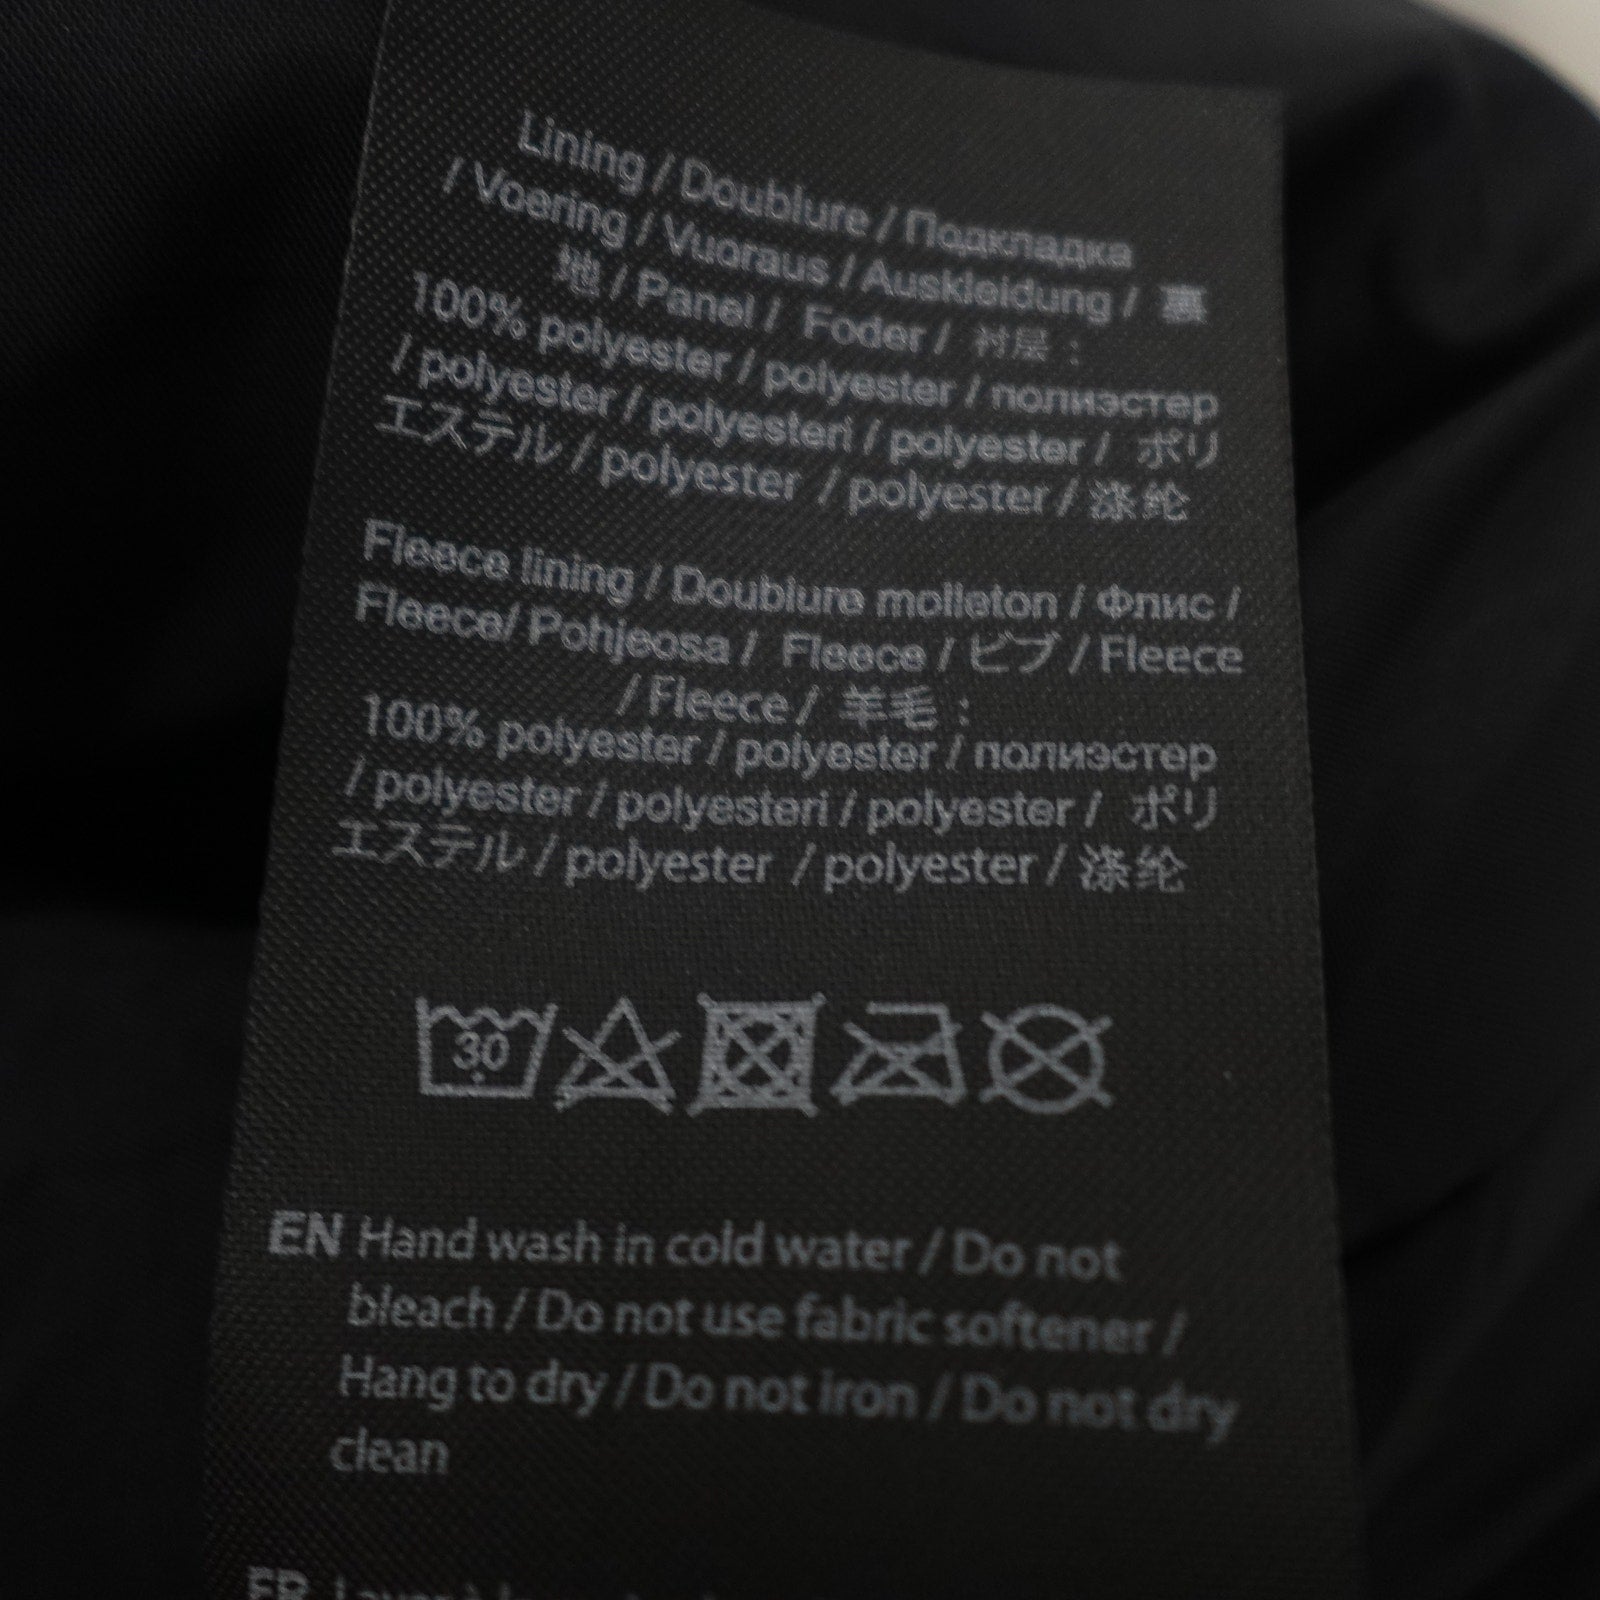 Lining / Doublure / Подкладка
/ Voering / Vuoraus / Auskleidung / 裏
地 / Panel / Foder / 衬层 :
100% polyester / polyester / полиэстер
/ polyester / polyesteri / polyester / ポリ
エステル / polyester / polyester / 涤纶
Fleece lining / Doublure molleton / Флис /
Fleece/ Pohjeosa / Fleece / ピブ / Fleece
/ Fleece / 羊毛 :
100% polyester / polyester / полиэстер
/ polyester / polyesteri / polyester / ポリ
エステル / polyester / polyester / 涤纶
30
EN Hand wash in cold water / Do not
bleach / Do not use fabric softener /
Hang to dry / Do not iron / Do not dry
clean
FR